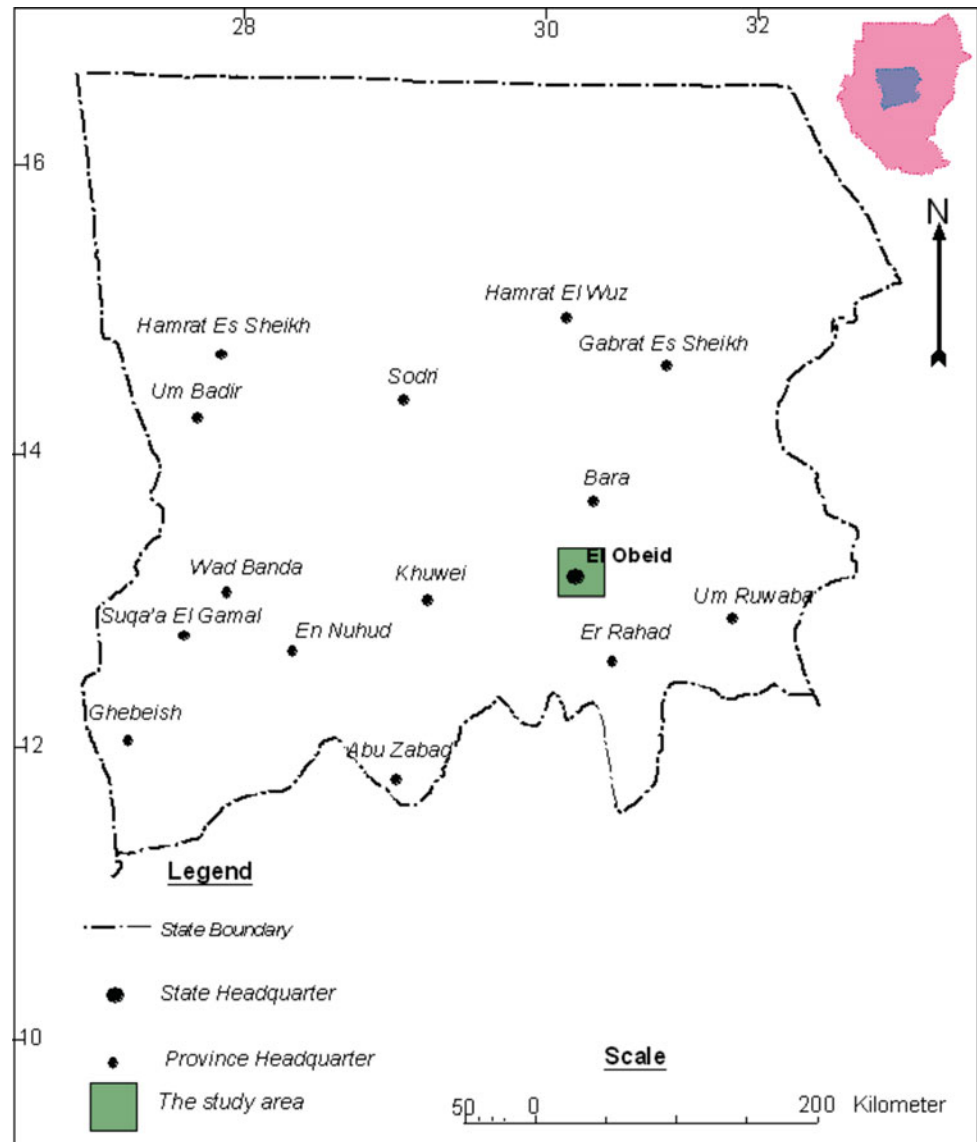 28 30 32
N
16
Hamrat El Wuz
Hamrat Es Sheikh
Gabrat Es Sheikh
Sodri
Um Badir
14
Bara
El Obeid
Wad Banda
Khuwei
Um Ruwaba
Suqa'a El Gamal
En Nuhud
Er Rahad
Ghebeish
12
Abu Zabad
Legend
State Boundary
State Headquarter
10
Province Headquarter
Scale
The study area
50 0 200 Kilometer